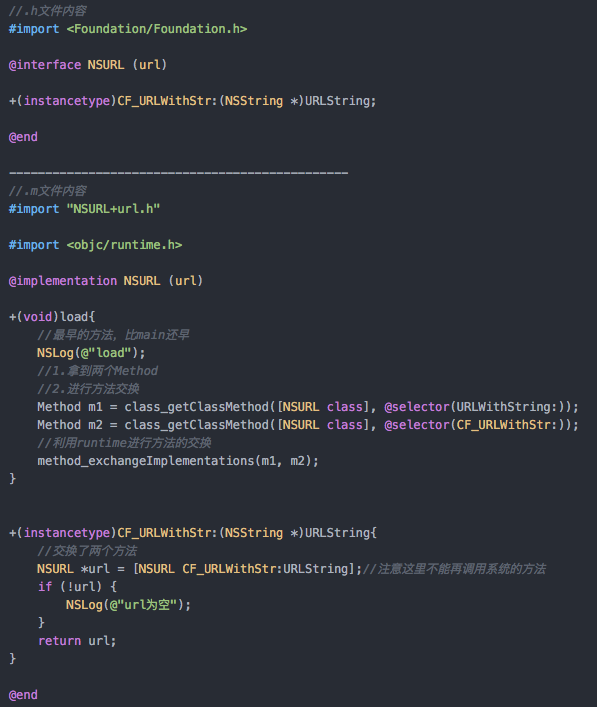 //.h文件内容
#import <Foundation/Foundation.h>
@interface NSURL (url)
+(instancetype)CF_URLWithStr:(NSString *)URLString;
@end
-----------------------------------------------
//.m文件内容
#import "NSURL+url.h"
#import <objc/runtime.h>
@implementation NSURL (url)
+(void)load{
    //最早的方法，比main还早
    NSLog(@"load");
    //1.拿到两个Method
    //2.进行方法交换
    Method m1 = class_getClassMethod([NSURL class], @selector(URLWithString:));
    Method m2 = class_getClassMethod([NSURL class], @selector(CF_URLWithStr:));
    //利用runtime进行方法的交换
    method_exchangeImplementations(m1, m2);
}
+(instancetype)CF_URLWithStr:(NSString *)URLString{
    //交换了两个方法
    NSURL *url = [NSURL CF_URLWithStr:URLString];//注意这里不能再调用系统的方法
    if (!url) {
        NSLog(@"url为空");
    }
    return url;
}
@end